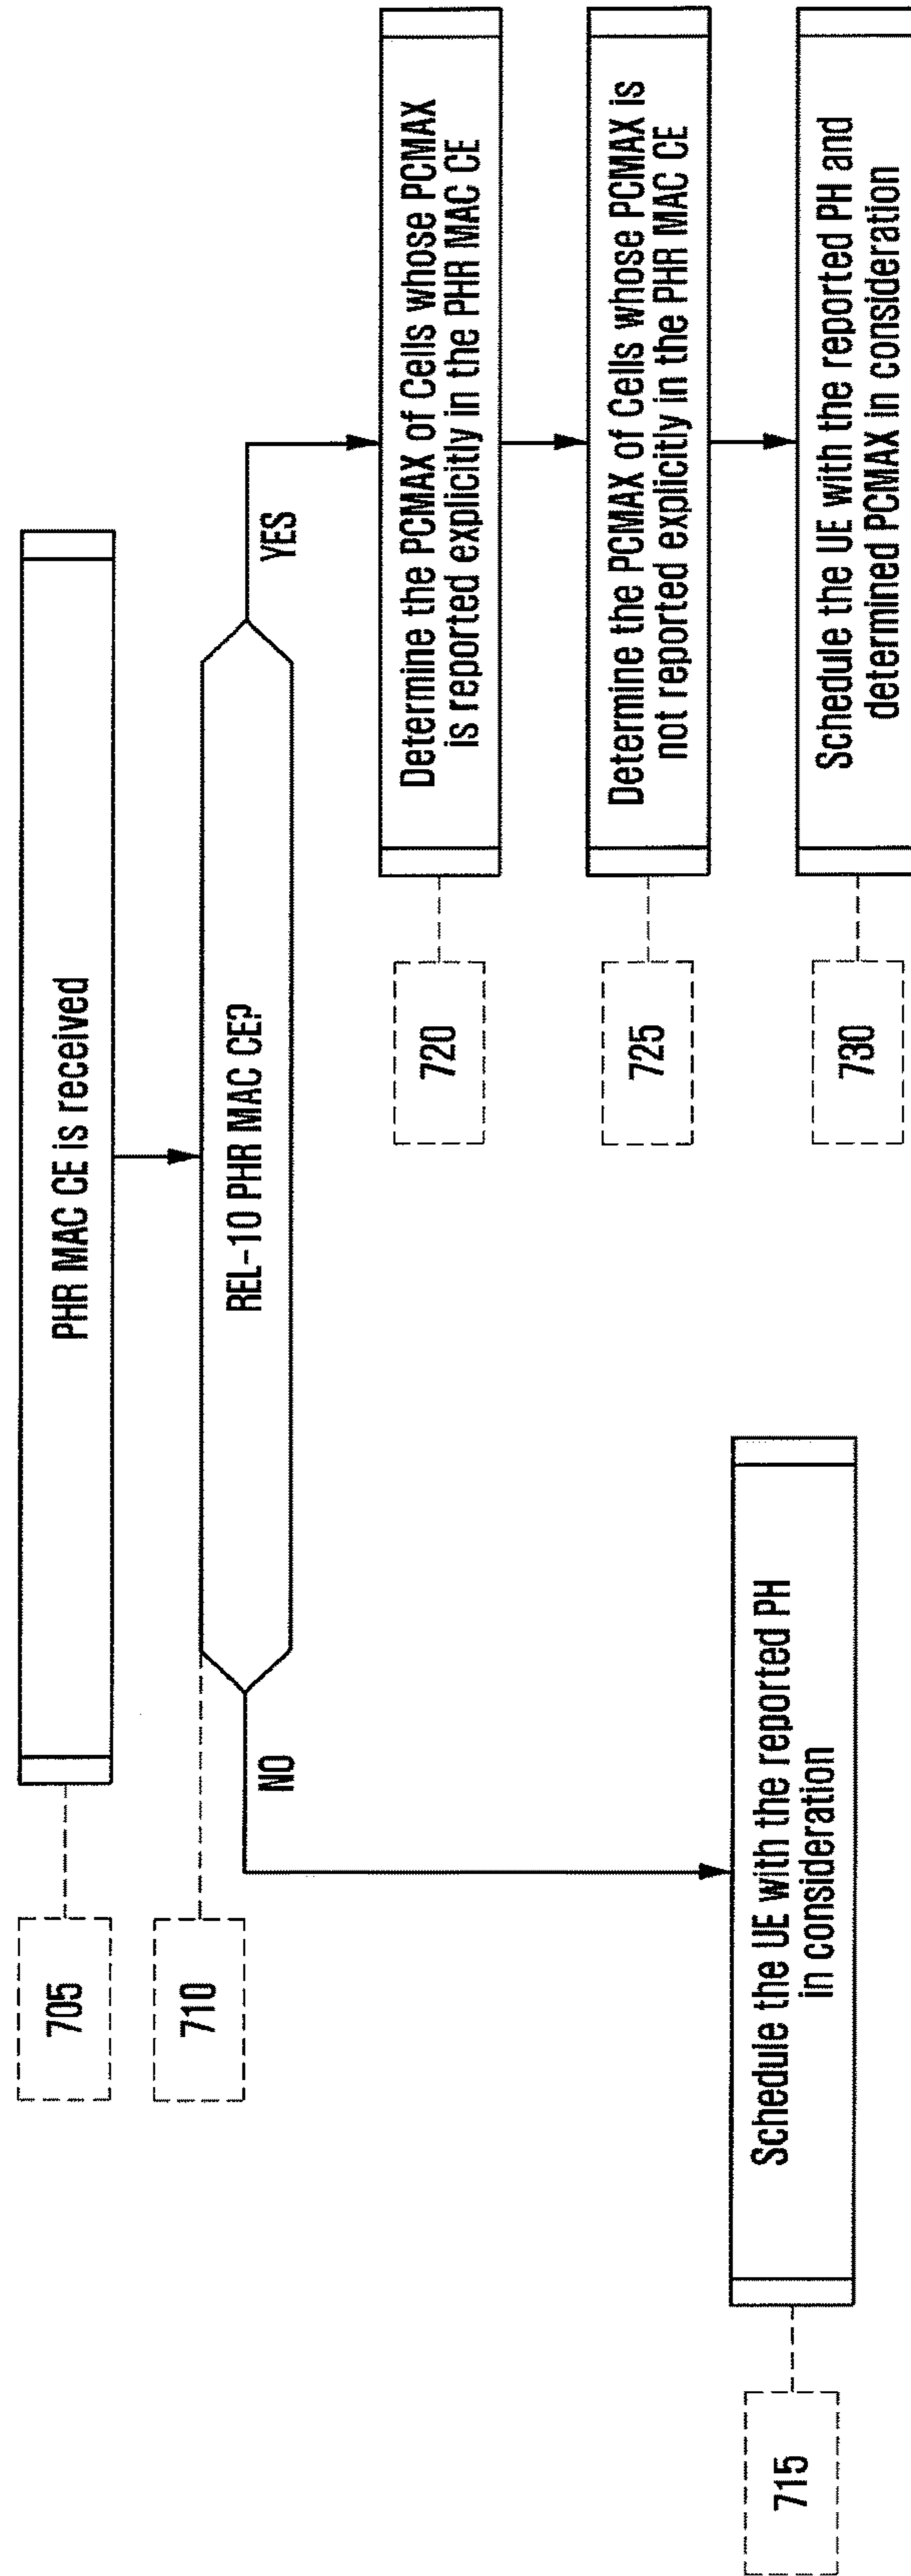 705
PHR MAC CE is received
710
REL-10 PHR MAC CE?
NO
YES
715
Schedule the UE with the reported PH
in consideration
720
Determine the PCMAX of Cells whose PCMAX
is reported explicitly in the PHR MAC CE
725
Determine the PCMAX of Cells whose PCMAX is
not reported explicitly in the PHR MAC CE
730
Schedule the UE with the reported PH and
determined PCMAX in consideration